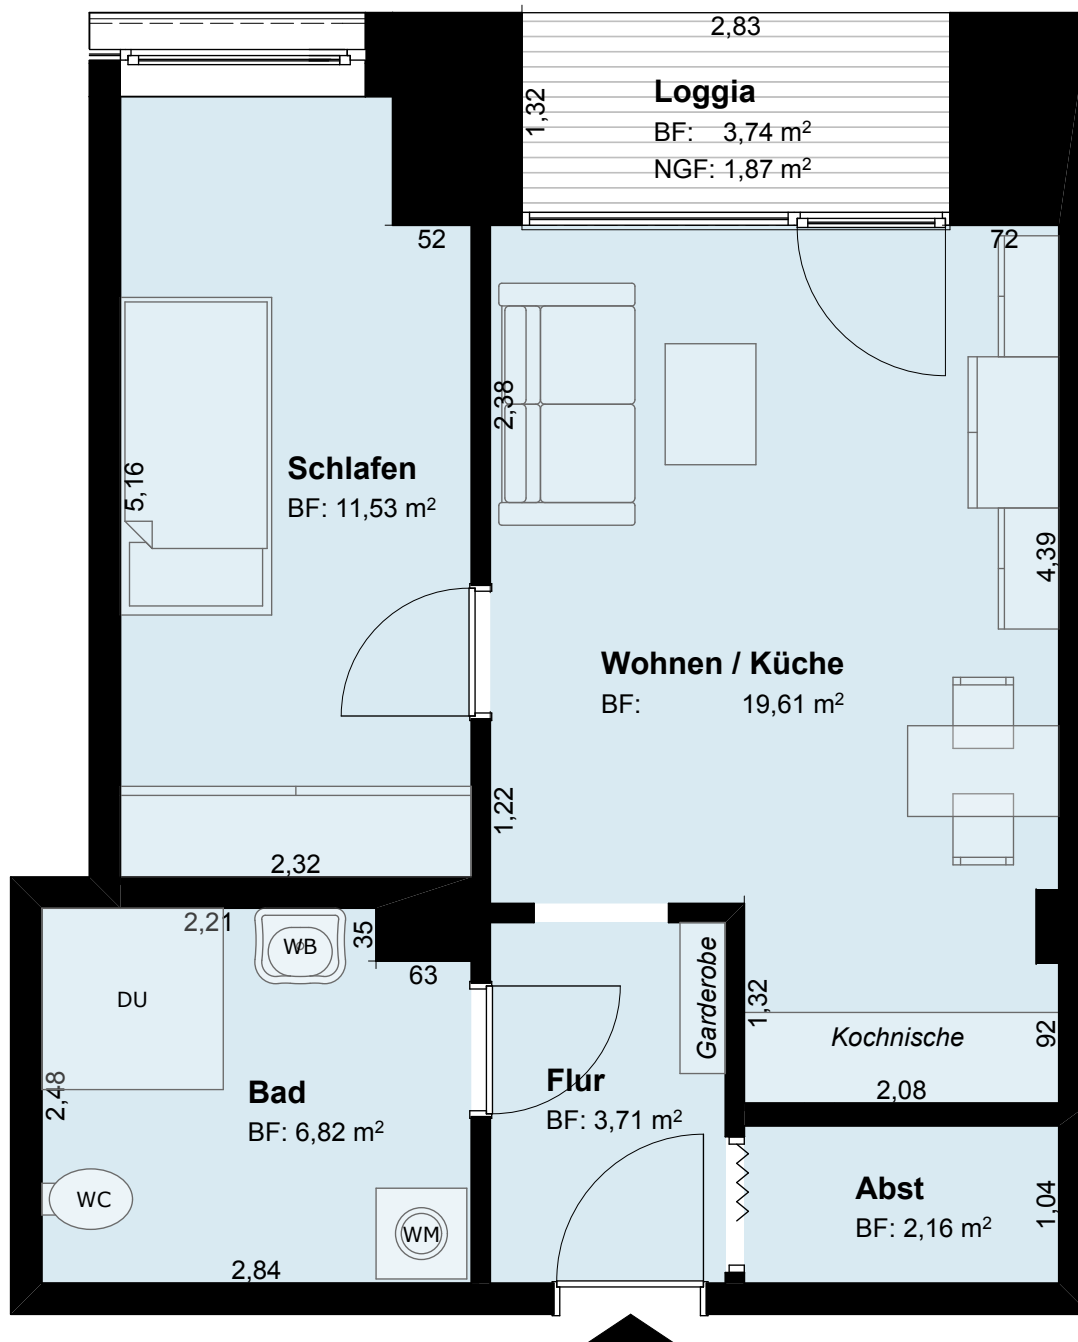 2,83
Loggia
1,32
BF: 3,74 m²
NGF: 1,87 m²
52
72
2,38
Schlafen
5,16
BF: 11,53 m²
4,39
Wohnen / Küche
BF: 19,61 m²
1,22
2,32
2,21
WB
35
63
DU
Garderobe
1,32
Kochnische
92
2,48
Bad
BF: 6,82 m²
Flur
BF: 3,71 m²
2,08
WC
WM
Abst
BF: 2,16 m²
1,04
2,84